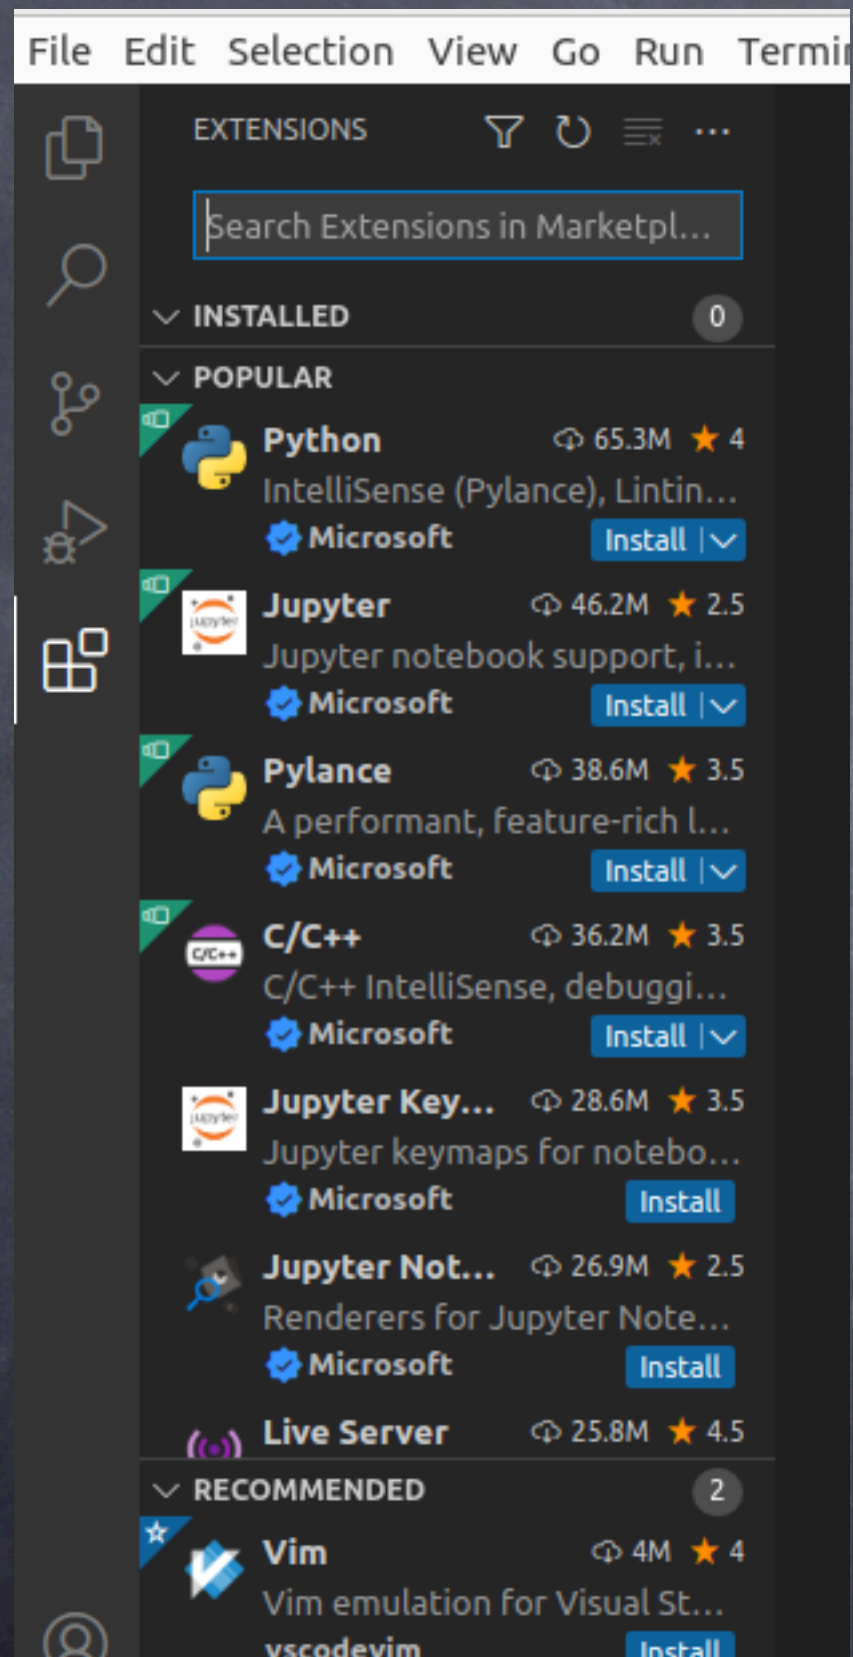 File Edit Selection View Go Run Termin
EXTENSIONS
Search Extensions in Marketpl...
INSTALLED 0
POPULAR
Python 65.3M 4
IntelliSense (Pylance), Lintin...
Microsoft Install
Jupyter 46.2M 2.5
Jupyter notebook support, i...
Microsoft Install
Pylance 38.6M 3.5
A performant, feature-rich l...
Microsoft Install
C/C++ 36.2M 3.5
C/C++
C/C++ IntelliSense, debuggi...
Microsoft Install
Jupyter Key... 28.6M 3.5
Jupyter keymaps for notebo...
Microsoft Install
Jupyter Not... 26.9M 2.5
Renderers for Jupyter Note...
Microsoft Install
Live Server 25.8M 4.5
RECOMMENDED 2
Vim 4M 4
Vim emulation for Visual St...
vscodevim Install